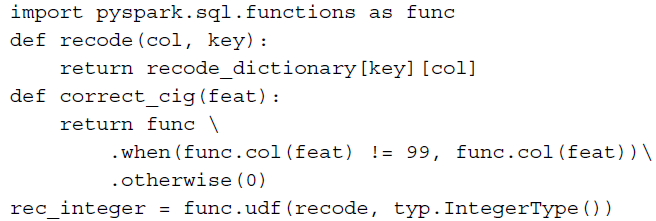 import pyspark.sql.functions as func
def recode(col, key):
    return recode_dictionary[key][col]
def correct_cig(feat):
    return func \
        .when(func.col(feat) != 99, func.col(feat))\
        .otherwise(0)
rec_integer = func.udf(recode, typ.IntegerType())